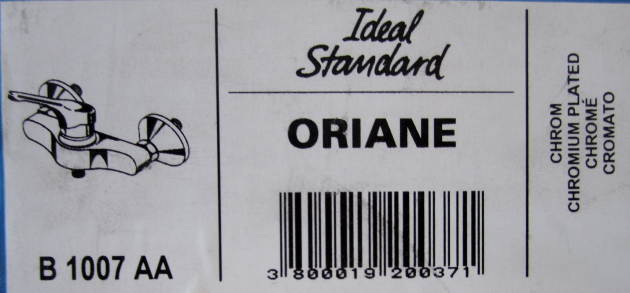 Ideal
Standard
ORIANE
3 800019 200371
B 1007 AA
CHROM
CHROMIUM PLATED
CHROMÉ
CROMATO